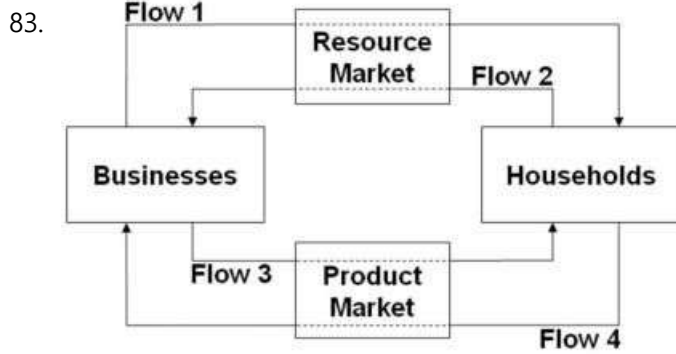 83.
Flow 1
Resource
Market
Flow 2
Businesses
Households
Flow 3
Product
Market
Flow 4